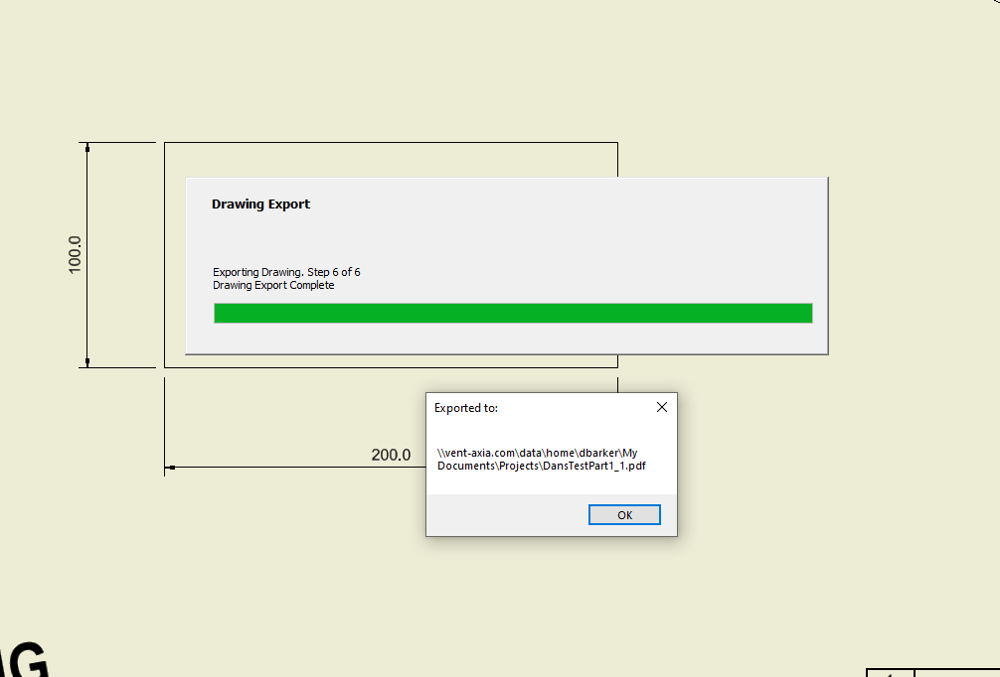 Drawing Export
100.0
Exporting Drawing. Step 6 of 6
Drawing Export Complete
Exported to:
200.0
\\vent-axia.com\data\home\dbarker\My
Documents\Projects\DansTestPart1_1.pdf
OK